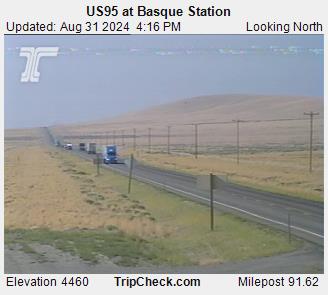 US95 at Basque Station
Updated: Aug 31 2024 4:16 PM Looking North
Elevation 4460 TripCheck.com Milepost 91.62